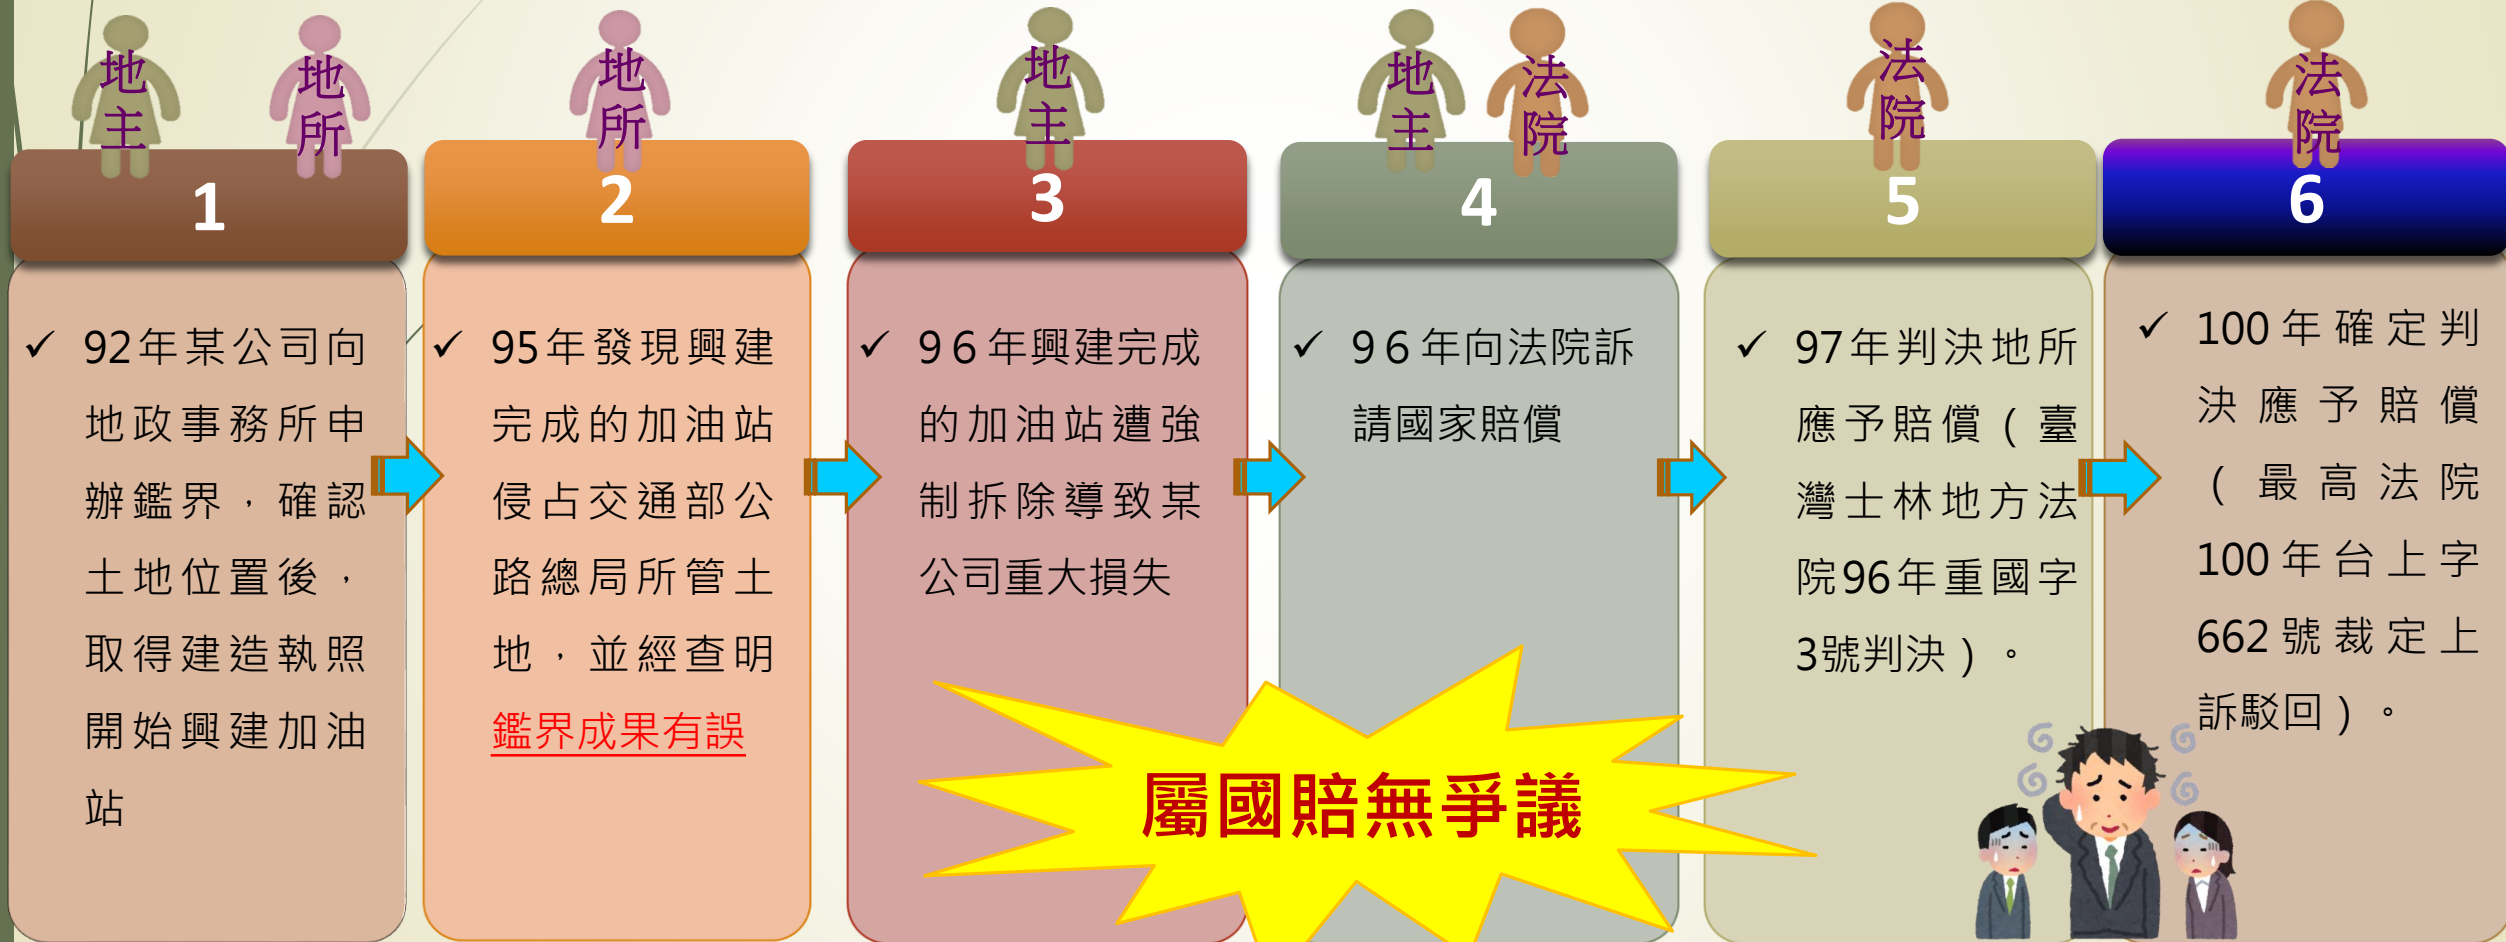 地主
地所
1
92年某公司向
地政事務所申
辦鑑界，確認
土地位置後，
取得建造執照
開始興建加油
站
地所
2
95年發現興建
完成的加油站
侵占交通部公
路總局所管土
地，並經查明
鑑界成果有誤
地主
3
96年興建完成
的加油站遭強
制拆除導致某
公司重大損失
地主
法院
4
96年向法院訴
請國家賠償
法院
5
97年判決地所
應予賠償(臺
灣士林地方法
院96年重國字
3號判決)。
法院
6
100年確定判
決應予賠償
(最高法院
100年台上字
662號裁定上
訴駁回)。
屬國賠無爭議